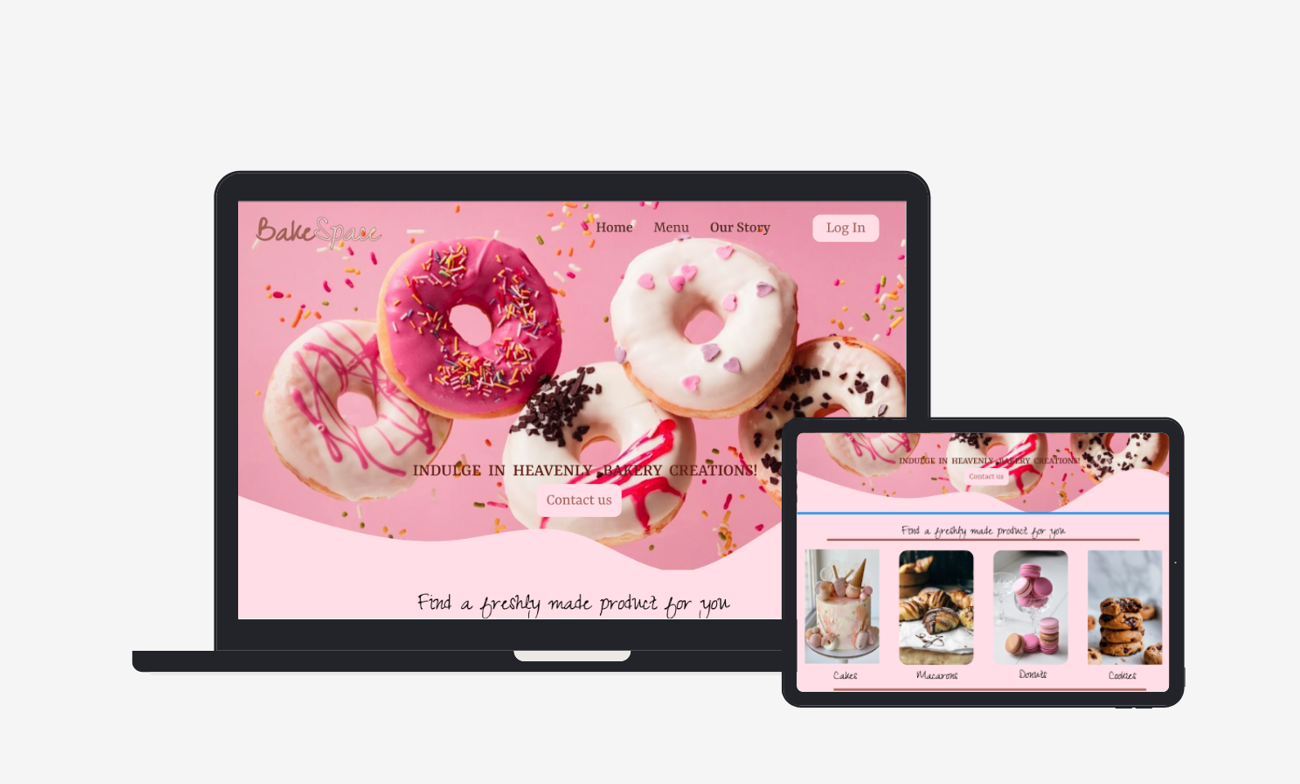 BakeSpace
Home Menu Our Story
Log In
INDULGE IN HEAVENLY BAKERY CREATIONS!
Contact us
Find a freshly made product for you
INDULGE IN HEAVENLY BAKERY CREATIONS!
Contact us
Find a freshly made product for you
Cakes Macarons Donuts Cookies